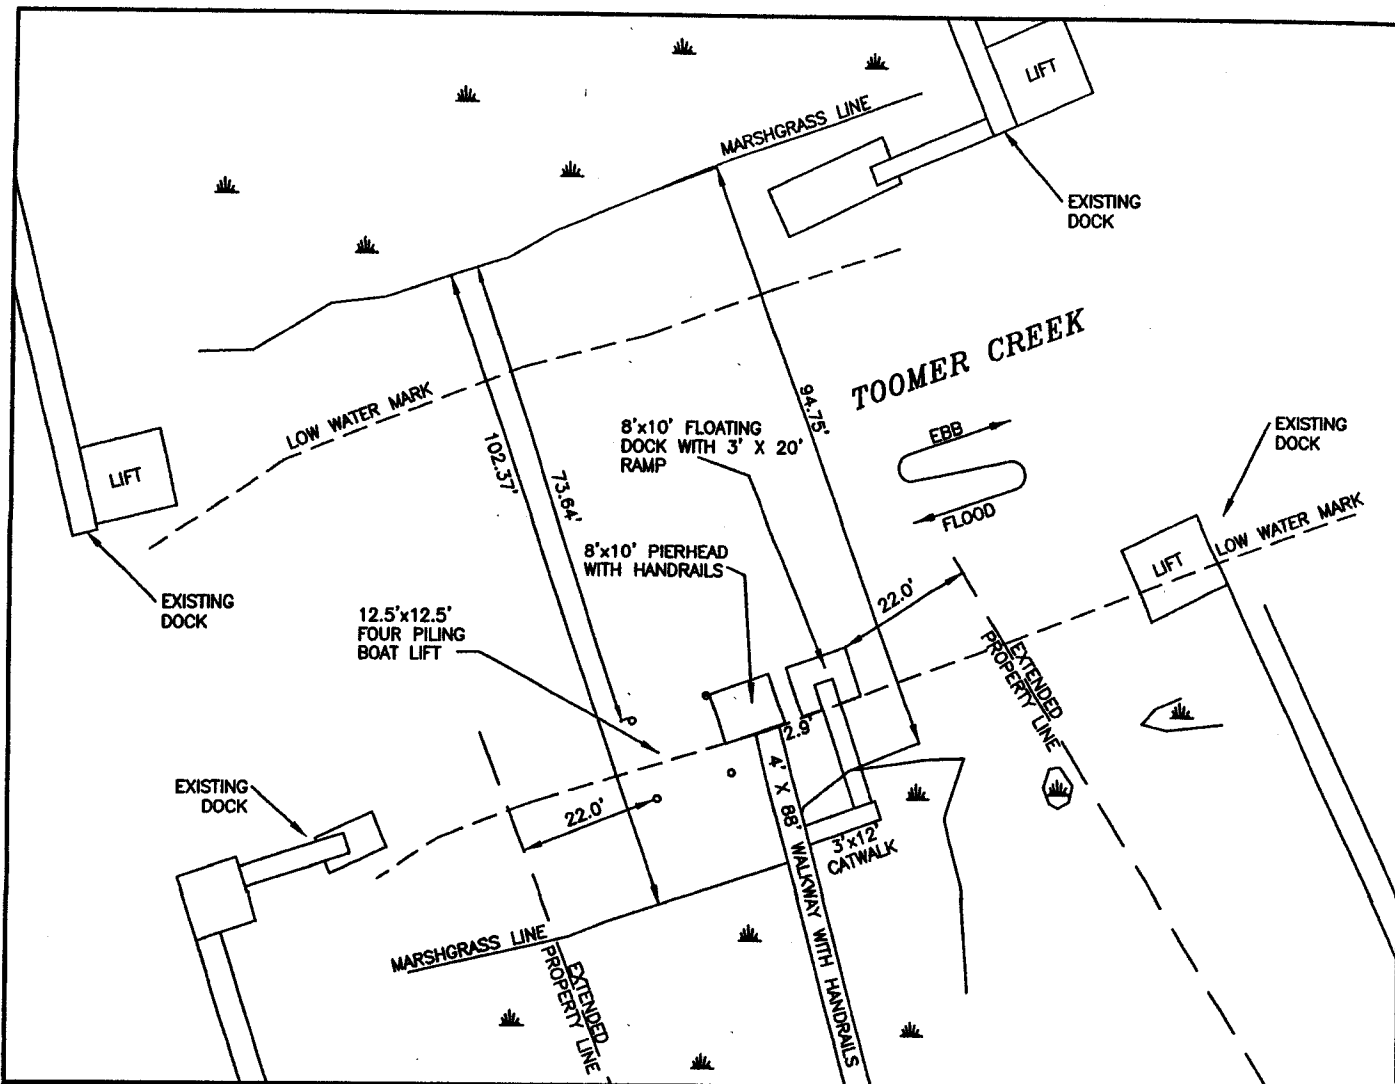 LIFT
MARSHGRASS LINE
EXISTING
DOCK
TOOMER CREEK
94.75'
LOW WATER MARK
8'x10' FLOATING
DOCK WITH 3' X 20'
RAMP
EBB
FLOOD
EXISTING
DOCK
LIFT
102.37'
73.64'
LOW WATER MARK
LIFT
8'x10' PIERHEAD
WITH HANDRAILS
22.0'
EXISTING
DOCK
12.5'x12.5'
FOUR PILING
BOAT LIFT
EXTENDED
PROPERTY LINE
2.9'
EXISTING
DOCK
22.0'
4' X 88' WALKWAY WITH HANDRAILS
3'x12'
CATWALK
MARSHGRASS LINE
EXTENDED
PROPERTY LINE